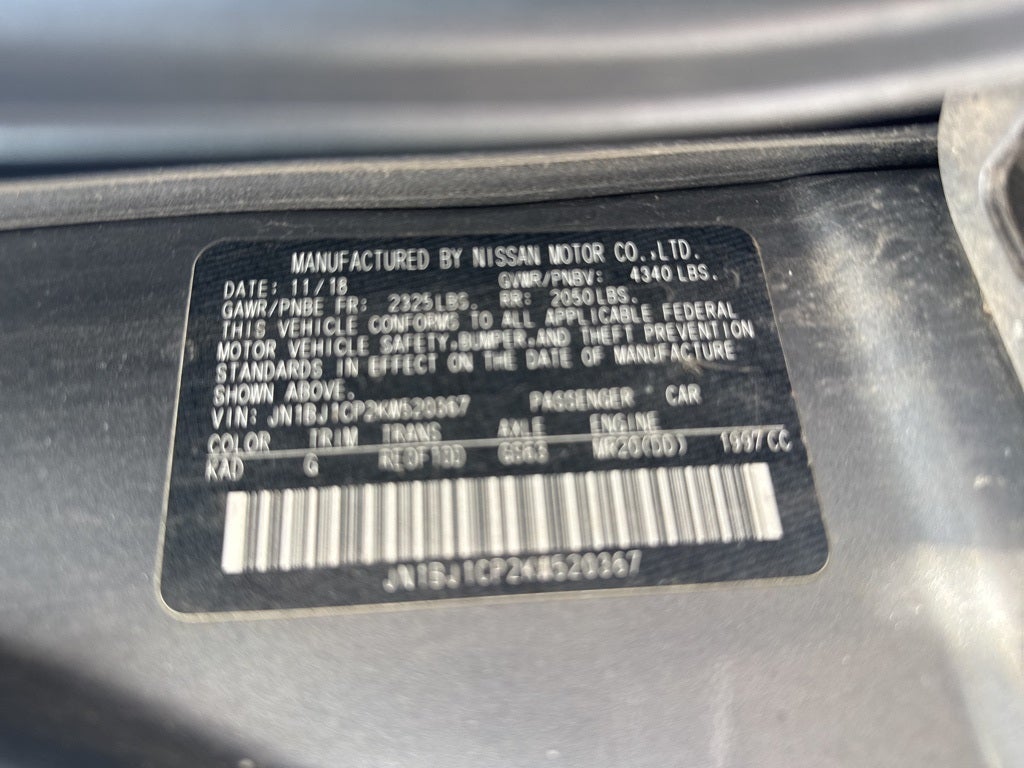 MANUFACTURED BY NISSAN MOTOR CO.,LTD.
DATE: 11/18 GVWR/PNBV: 4340 LBS.
GAWR/PNBE FR: 2325 LBS. RR: 2050 LBS.
THIS VEHICLE CONFORMS TO ALL APPLICABLE FEDERAL
MOTOR VEHICLE SAFETY,BUMPER,AND THEFT PREVENTION
STANDARDS IN EFFECT ON THE DATE OF MANUFACTURE
SHOWN ABOVE.
VIN: JN1BJ1CP2KW520367 PASSENGER CAR
COLOR TRIM TRANS AXLE ENGINE
KAD G RE0F10D MR20(DD) 1997CC
JN1BJ1CP2KW520367